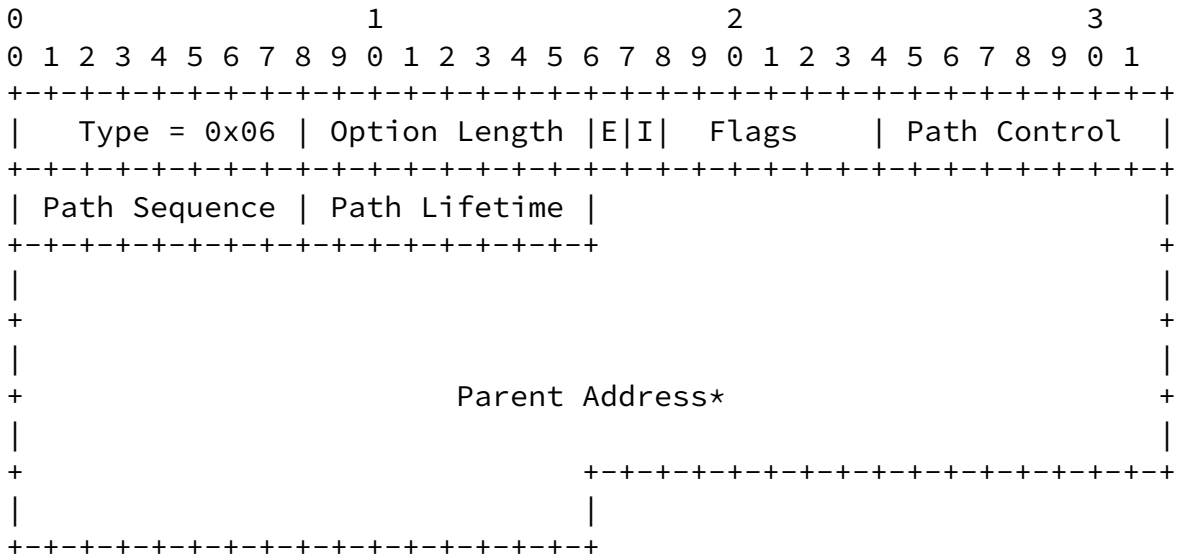 0                   1                   2                   3
0 1 2 3 4 5 6 7 8 9 0 1 2 3 4 5 6 7 8 9 0 1 2 3 4 5 6 7 8 9 0 1
+-+-+-+-+-+-+-+-+-+-+-+-+-+-+-+-+-+-+-+-+-+-+-+-+-+-+-+-+-+-+-+-+
|   Type = 0x06 | Option Length |E|I|  Flags    | Path Control  |
+-+-+-+-+-+-+-+-+-+-+-+-+-+-+-+-+-+-+-+-+-+-+-+-+-+-+-+-+-+-+-+-+
| Path Sequence | Path Lifetime |                               |
+-+-+-+-+-+-+-+-+-+-+-+-+-+-+-+-+                               +
|                                                               |
+                                                               +
|                                                               |
+                        Parent Address*                        +
|                                                               |
+                               +-+-+-+-+-+-+-+-+-+-+-+-+-+-+-+-+
|                               |
+-+-+-+-+-+-+-+-+-+-+-+-+-+-+-+-+